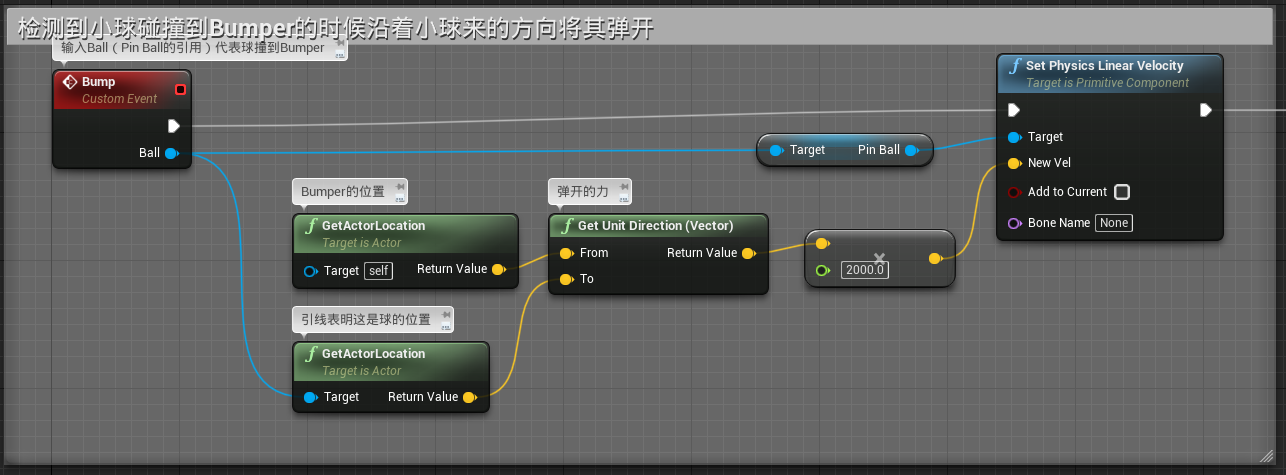 检测到小球碰撞到Bumper的时候沿着小球来的方向将其弹开
输入Ball（Pin Ball的引用）代表球撞到Bumper
Bump
Custom Event
Ball
Target Pin Ball
Set Physics Linear Velocity
Target is Primitive Component
Target
New Vel
Add to Current
Bone Name None
Bumper的位置
GetActorLocation
Target is Actor
Target self Return Value
弹开的力
Get Unit Direction (Vector)
From Return Value
To
2000.0
引线表明这是球的位置
GetActorLocation
Target is Actor
Target Return Value